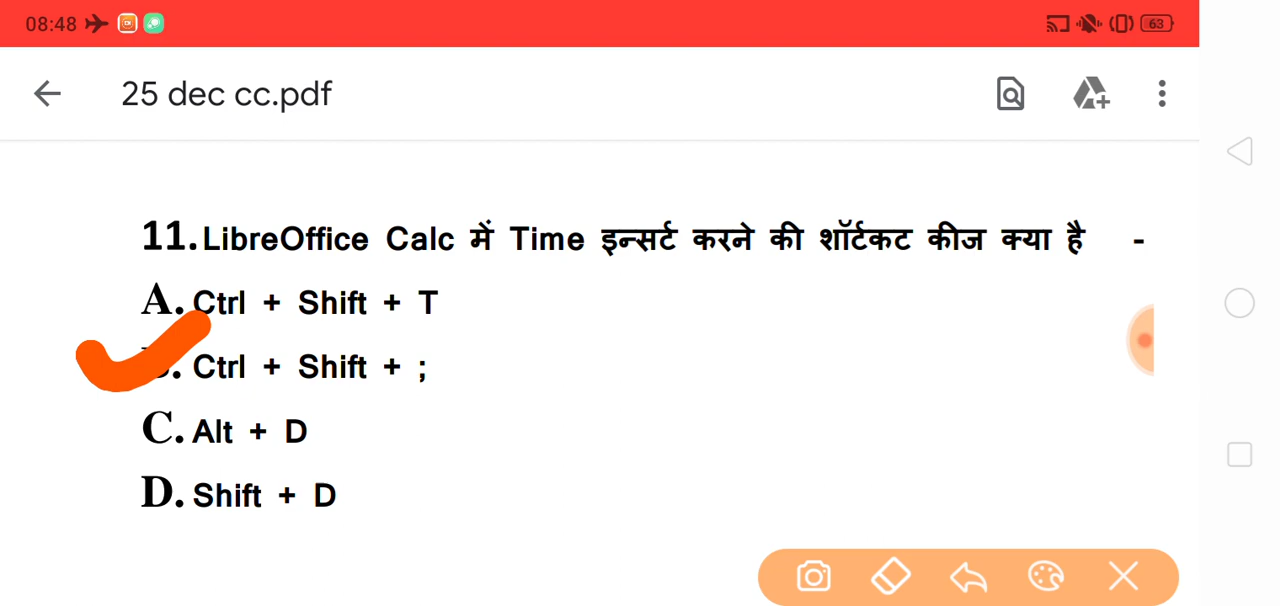 08:48 63
25 dec cc.pdf
11. LibreOffice Calc में Time इन्सर्ट करने की शॉर्टकट कीज क्या है -
A. Ctrl + Shift + T
. Ctrl + Shift + ;
C. Alt + D
D. Shift + D